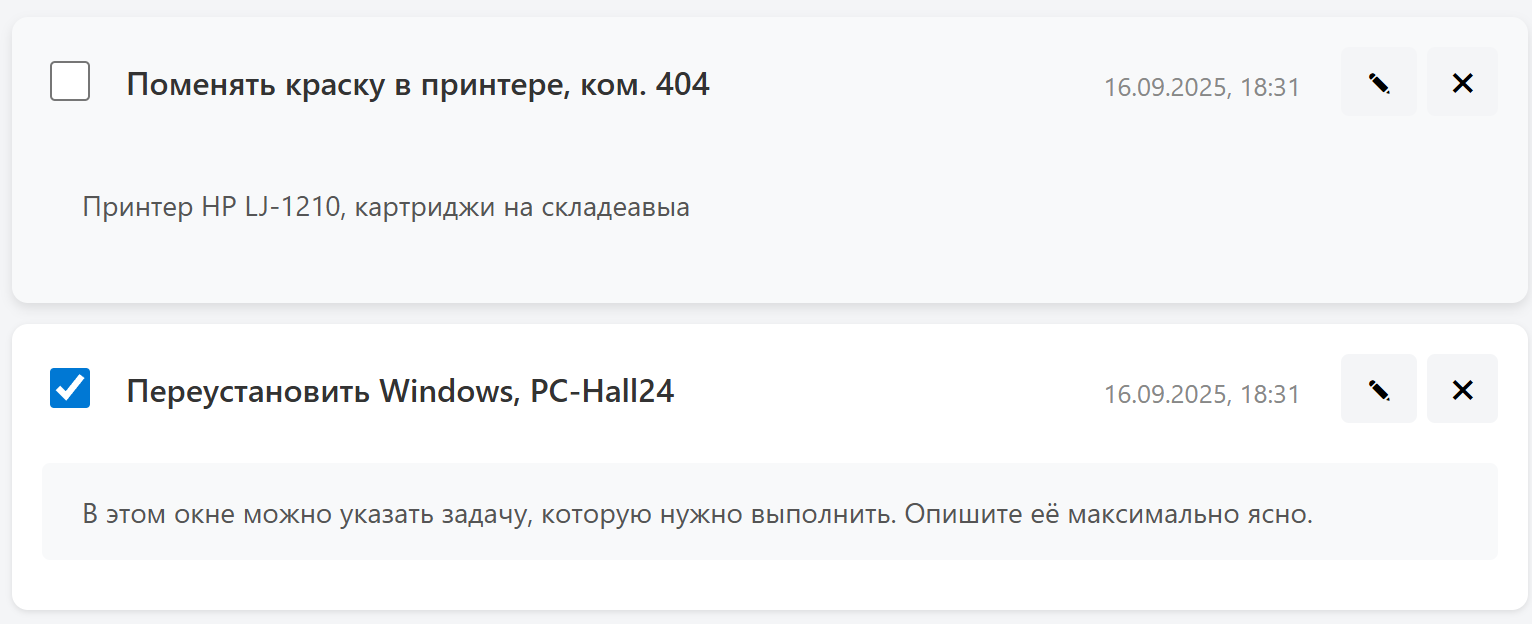 Поменять краску в принтере, ком. 404
16.09.2025, 18:31
Принтер HP LJ-1210, картриджи на складеавыа
Переустановить Windows, PC-Hall24
16.09.2025, 18:31
В этом окне можно указать задачу, которую нужно выполнить. Опишите её максимально ясно.